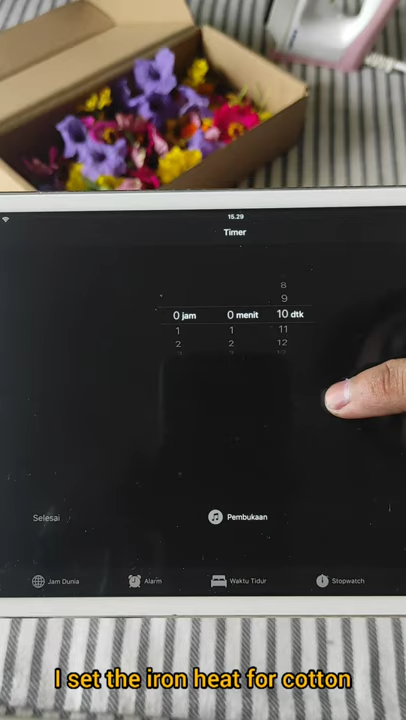 15.29
Timer
8
9
0 jam 0 menit 10 dtk
1 1 11
2 2 12
Selesai
Pembukaan
Jam Dunia
Alarm
Waktu Tidur
Stopwatch
I set the iron heat for cotton